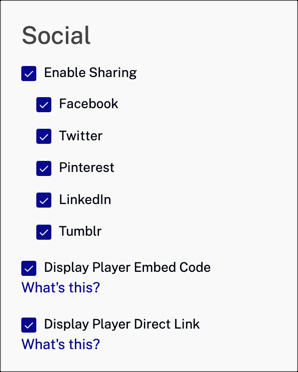 Social
Enable Sharing
Facebook
Twitter
Pinterest
LinkedIn
Tumblr
Display Player Embed Code
What's this?
Display Player Direct Link
What's this?